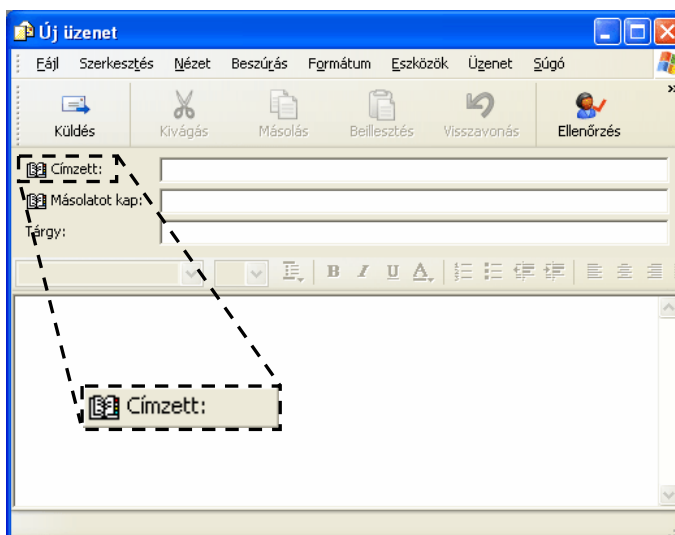 Új üzenet
Fájl Szerkesztés Nézet Beszúrás Formátum Eszközök Üzenet Súgó
Küldés Kivágás Másolás Beillesztés Visszavonás Ellenőrzés »
Címzett:
Másolatot kap:
Tárgy:
B I U A
Címzett: